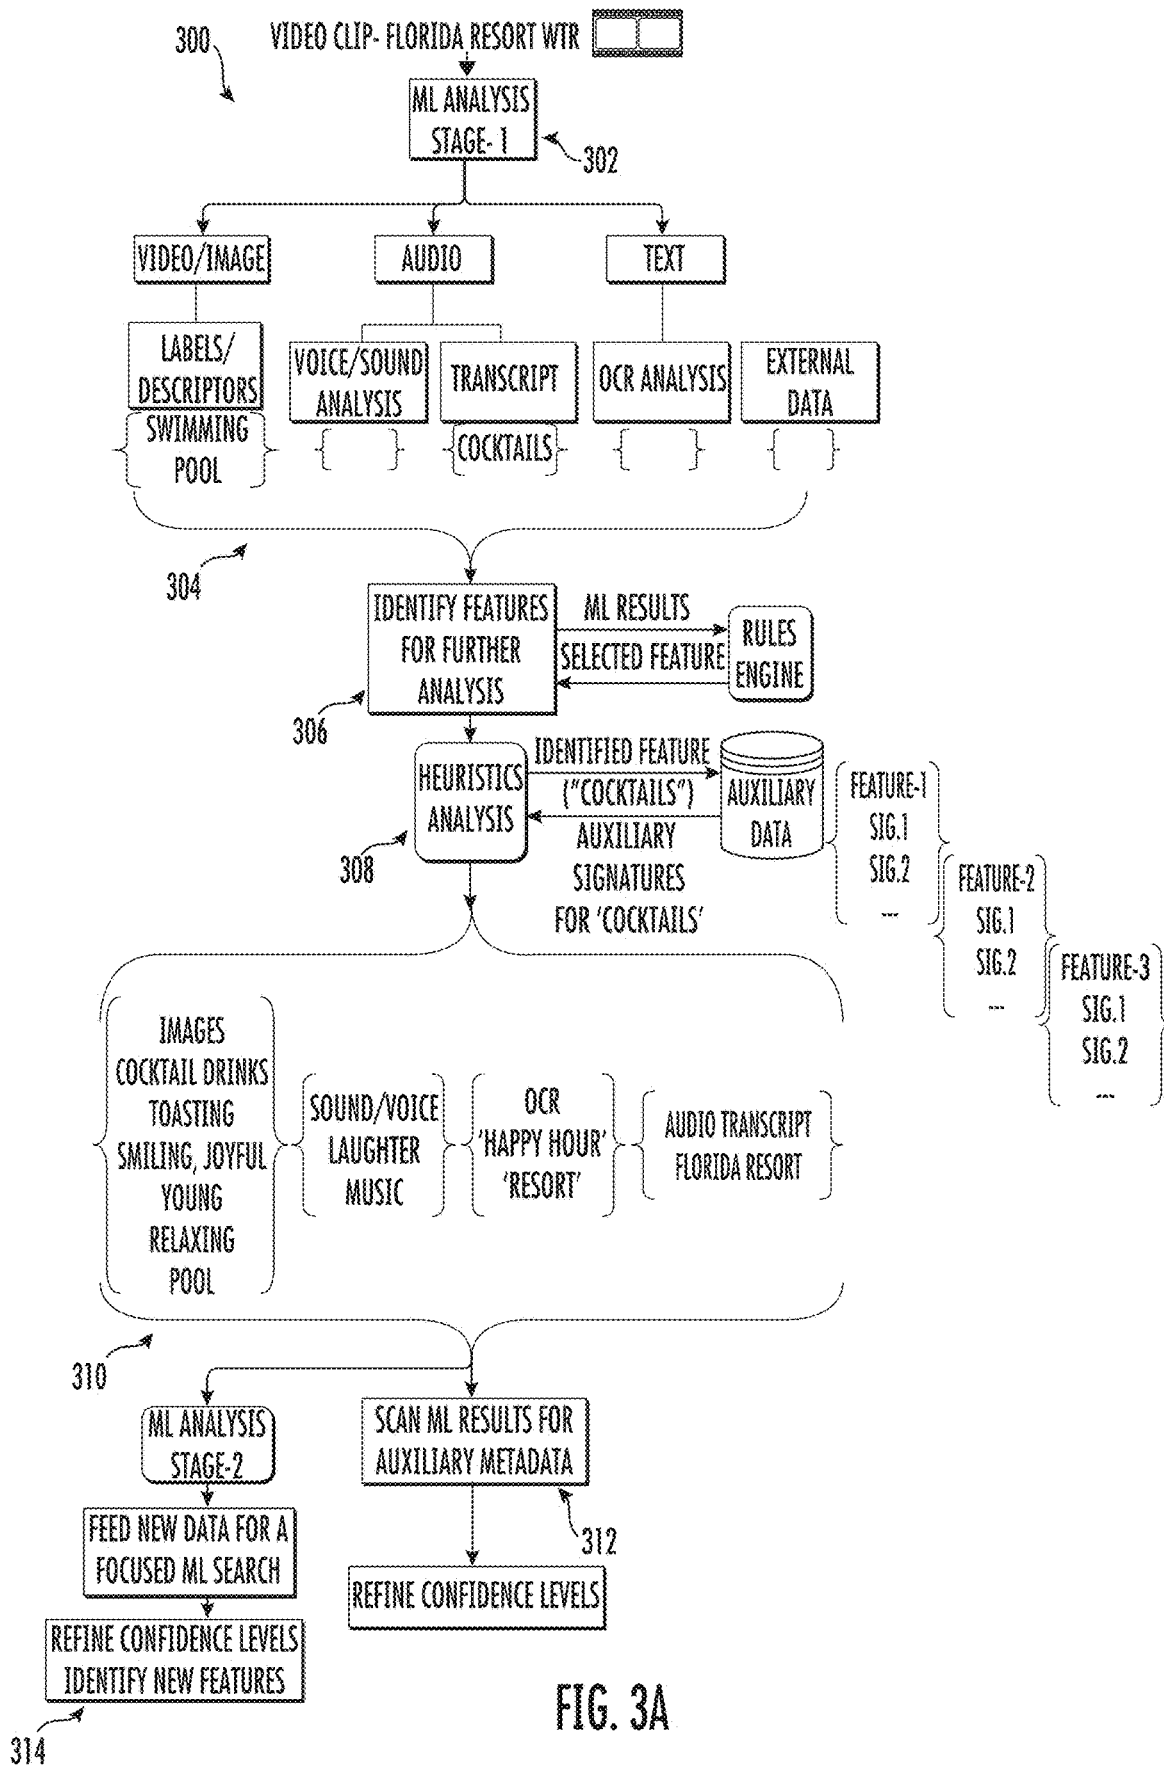 300
VIDEO CLIP- FLORIDA RESORT WTR
ML ANALYSIS
STAGE- 1
302
VIDEO/IMAGE
AUDIO
TEXT
LABELS/
DESCRIPTORS
VOICE/SOUND
ANALYSIS
TRANSCRIPT
OCR ANALYSIS
EXTERNAL
DATA
SWIMMING
POOL
COCKTAILS
304
IDENTIFY FEATURES
FOR FURTHER
ANALYSIS
306
ML RESULTS
SELECTED FEATURE
RULES
ENGINE
HEURISTICS
ANALYSIS
308
IDENTIFIED FEATURE
("COCKTAILS")
AUXILIARY
SIGNATURES
FOR 'COCKTAILS'
AUXILIARY
DATA
FEATURE-1
SIG.1
SIG.2
---
FEATURE-2
SIG.1
SIG.2
---
FEATURE-3
SIG.1
SIG.2
---
IMAGES
COCKTAIL DRINKS
TOASTING
SMILING, JOYFUL
YOUNG
RELAXING
POOL
SOUND/VOICE
LAUGHTER
MUSIC
OCR
'HAPPY HOUR'
'RESORT'
AUDIO TRANSCRIPT
FLORIDA RESORT
310
ML ANALYSIS
STAGE-2
FEED NEW DATA FOR A
FOCUSED ML SEARCH
REFINE CONFIDENCE LEVELS
IDENTIFY NEW FEATURES
314
SCAN ML RESULTS FOR
AUXILIARY METADATA
312
REFINE CONFIDENCE LEVELS
FIG. 3A